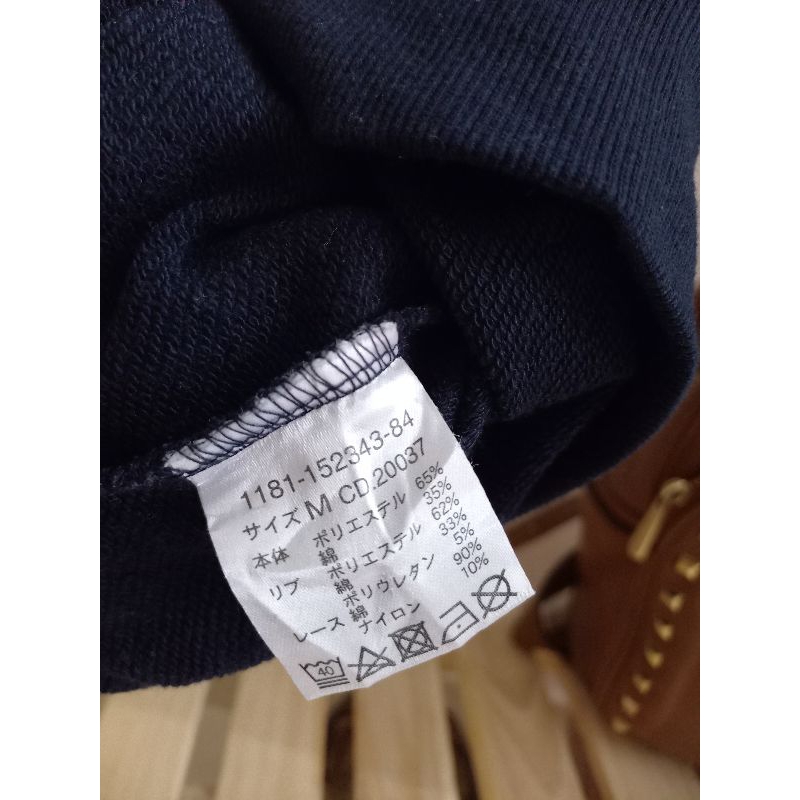 1181-152343-84
サイズ M CD.20037
本体 ポリエステル 65%
綿 35%
リブ ポリエステル 62%
綿 33%
ポリウレタン 5%
レース 綿 90%
ナイロン 10%
40